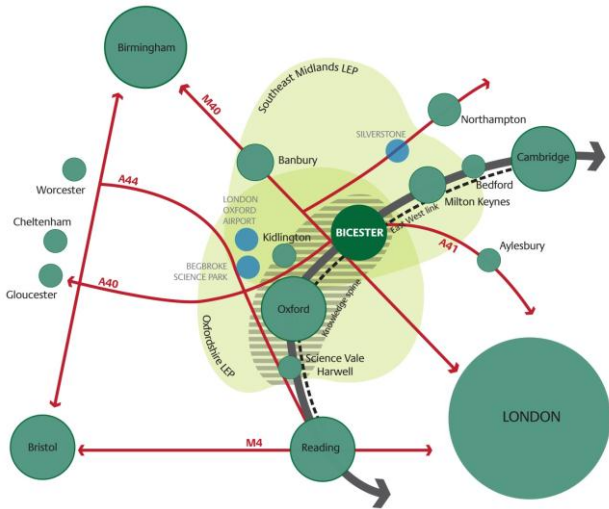 Birmingham
Southeast Midlands LEP
M40
SILVERSTONE
Northampton
Cambridge
Banbury
Bedford
Milton Keynes
Worcester
A44
LONDON
OXFORD
AIRPORT
Kidlington
BICESTER
East West link
A41
Cheltenham
BEGBROKE
SCIENCE PARK
Aylesbury
Gloucester
A40
Oxford
Knowledge spine
Oxfordshire LEP
Science Vale
Harwell
LONDON
Bristol
M4
Reading